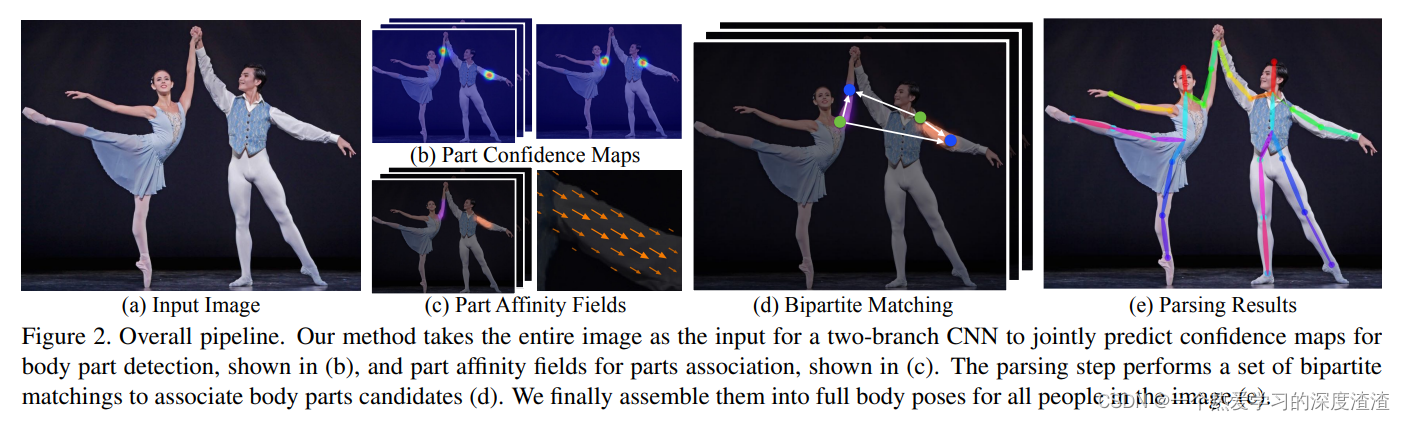 (b) Part Confidence Maps
(a) Input Image
(c) Part Affinity Fields
(d) Bipartite Matching
(e) Parsing Results
Figure 2. Overall pipeline. Our method takes the entire image as the input for a two-branch CNN to jointly predict confidence maps for
body part detection, shown in (b), and part affinity fields for parts association, shown in (c). The parsing step performs a set of bipartite
matchings to associate body parts candidates (d). We finally assemble them into full body poses for all people in the image (e).
CSDN @一个热爱学习的深度渣渣